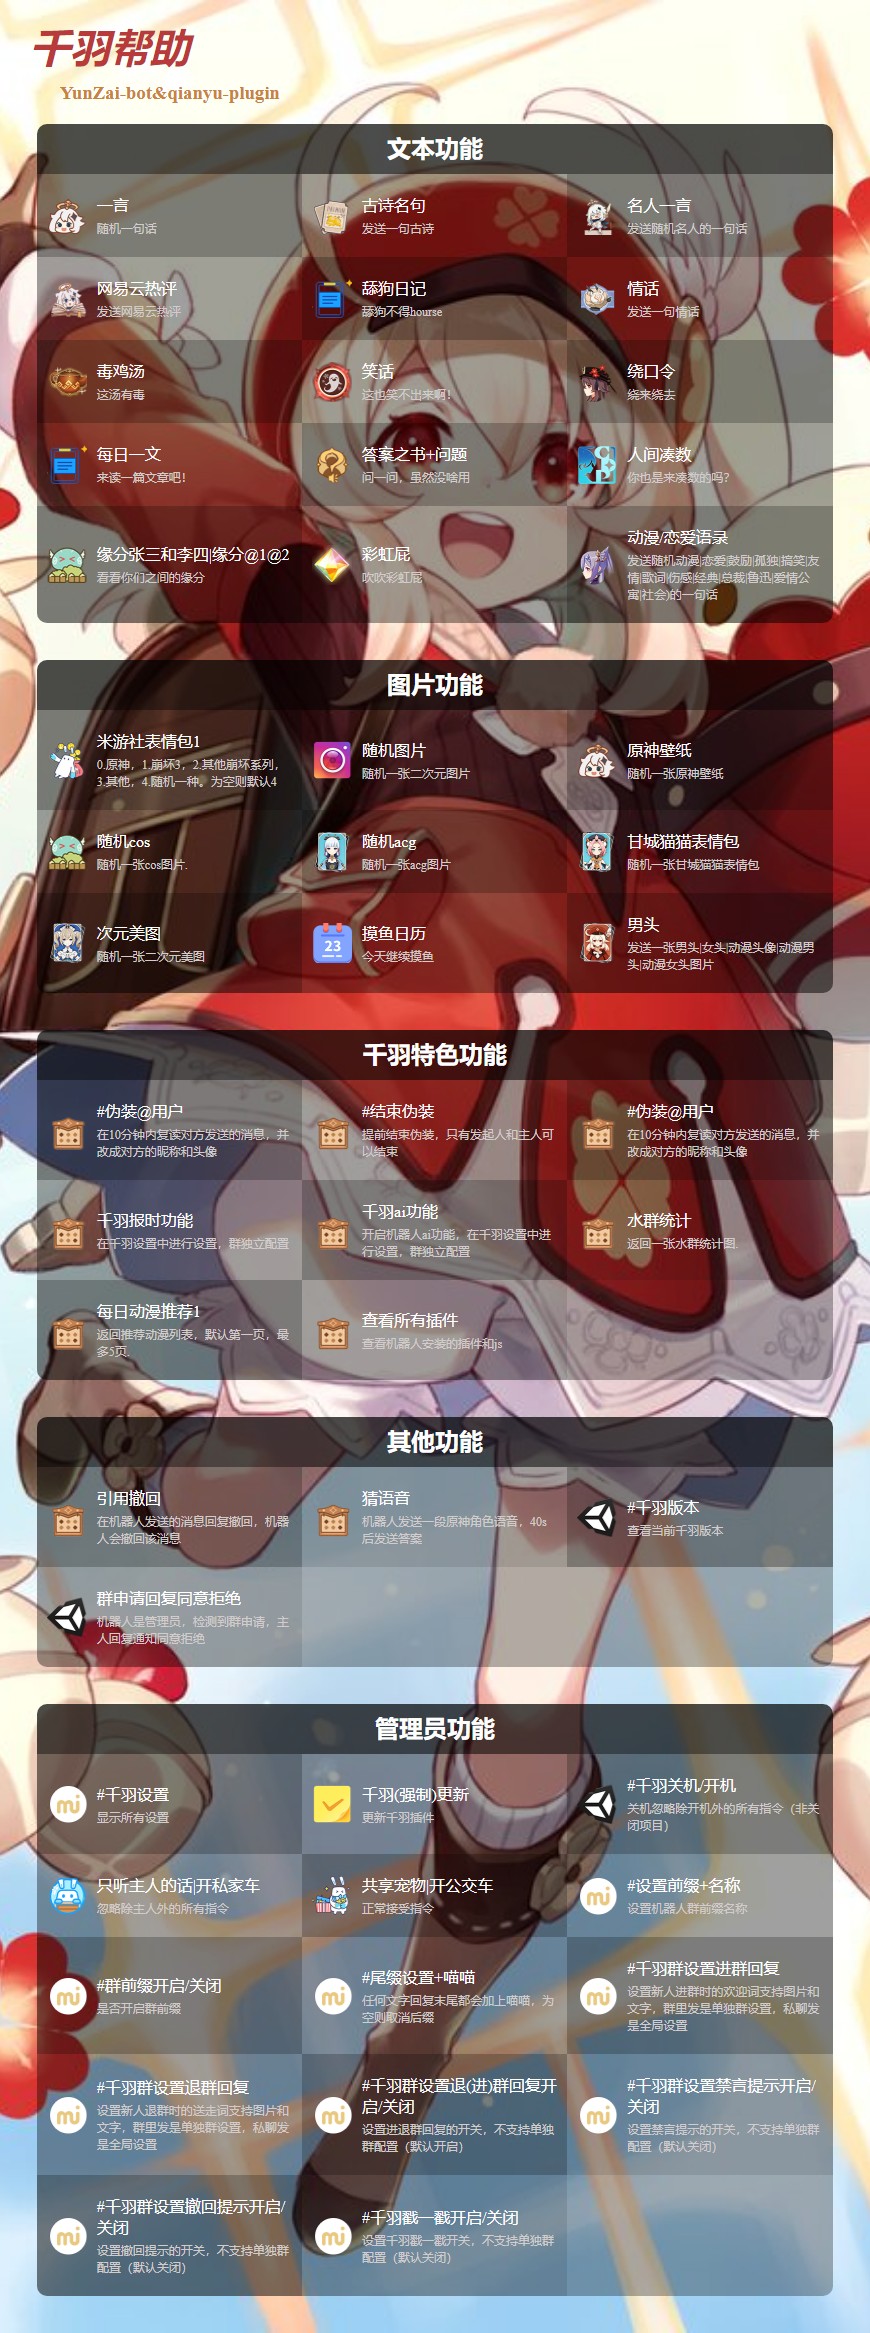 千羽帮助
YunZai-bot&qianyu-plugin
文本功能
一言
随机一句话
古诗名句
发送一句古诗
名人一言
发送随机名人的一句话
网易云热评
发送网易云热评
舔狗日记
舔狗不得hourse
情话
发送一句情话
毒鸡汤
这汤有毒
笑话
这也笑不出来啊!
绕口令
绕来绕去
每日一文
来读一篇文章吧!
答案之书+问题
问一问，虽然没啥用
人间凑数
你也是来凑数的吗?
缘分张三和李四|缘分@1@2
看看你们之间的缘分
彩虹屁
吹吹彩虹屁
动漫/恋爱语录
发送随机动漫|恋爱|鼓励|孤独|搞笑|友
情|歌词|伤感|经典|总裁|鲁迅|爱情公
寓|社会)的一句话
图片功能
米游社表情包1
0.原神，1.崩坏3，2.其他崩坏系列，
3.其他，4.随机一种。为空则默认4
随机图片
随机一张二次元图片
原神壁纸
随机一张原神壁纸
随机cos
随机一张cos图片.
随机acg
随机一张acg图片
甘城猫猫表情包
随机一张甘城猫猫表情包
次元美图
随机一张二次元美图
23
摸鱼日历
今天继续摸鱼
男头
发送一张男头|女头|动漫头像|动漫男
头|动漫女头图片
千羽特色功能
#伪装@用户
在10分钟内复读对方发送的消息，并
改成对方的昵称和头像
#结束伪装
提前结束伪装，只有发起人和主人可
以结束
#伪装@用户
在10分钟内复读对方发送的消息，并
改成对方的昵称和头像
千羽报时功能
在千羽设置中进行设置，群独立配置
千羽ai功能
开启机器人ai功能，在千羽设置中进
行设置，群独立配置
水群统计
返回一张水群统计图.
每日动漫推荐1
返回推荐动漫列表，默认第一页，最
多5页.
查看所有插件
查看机器人安装的插件和js
其他功能
引用撤回
在机器人发送的消息回复撤回，机器
人会撤回该消息
猜语音
机器人发送一段原神角色语音，40s
后发送答案
#千羽版本
查看当前千羽版本
群申请回复同意拒绝
机器人是管理员，检测到群申请，主
人回复通知同意拒绝
管理员功能
#千羽设置
显示所有设置
千羽(强制)更新
更新千羽插件
#千羽关机/开机
关机忽略除开机外的所有指令（非关
闭项目）
只听主人的话|开私家车
忽略除主人外的所有指令
共享宠物|开公交车
正常接受指令
#设置前缀+名称
设置机器人群前缀名称
#群前缀开启/关闭
是否开启群前缀
#尾缀设置+喵喵
任何文字回复末尾都会加上喵喵，为
空则取消后缀
#千羽群设置进群回复
设置新人进群时的欢迎词支持图片和
文字，群里发是单独群设置，私聊发
是全局设置
#千羽群设置退群回复
设置新人退群时的送走词支持图片和
文字，群里发是单独群设置，私聊发
是全局设置
#千羽群设置退(进)群回复开
启/关闭
设置进退群回复的开关，不支持单独
群配置（默认开启）
#千羽群设置禁言提示开启/
关闭
设置禁言提示的开关，不支持单独群
配置（默认关闭）
#千羽群设置撤回提示开启/
关闭
设置撤回提示的开关，不支持单独群
配置（默认关闭）
#千羽戳一戳开启/关闭
设置千羽戳一戳开关，不支持单独群
配置（默认关闭）